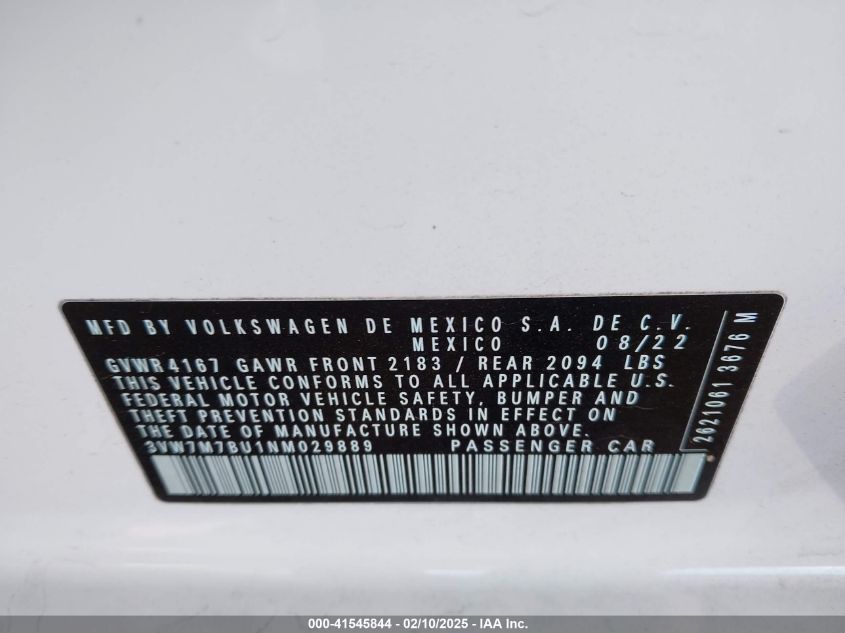 MFD BY VOLKSWAGEN DE MEXICO S.A. DE C.V.
MEXICO 08/22
GVWR 4167 GAWR FRONT 2183 / REAR 2094 LBS
THIS VEHICLE CONFORMS TO ALL APPLICABLE U.S.
FEDERAL MOTOR VEHICLE SAFETY, BUMPER AND
THEFT PREVENTION STANDARDS IN EFFECT ON
THE DATE OF MANUFACTURE SHOWN ABOVE.
3VW7M7BU1NM029889 PASSENGER CAR
2621061 3676 M
000-41545844 - 02/10/2025 - IAA Inc.